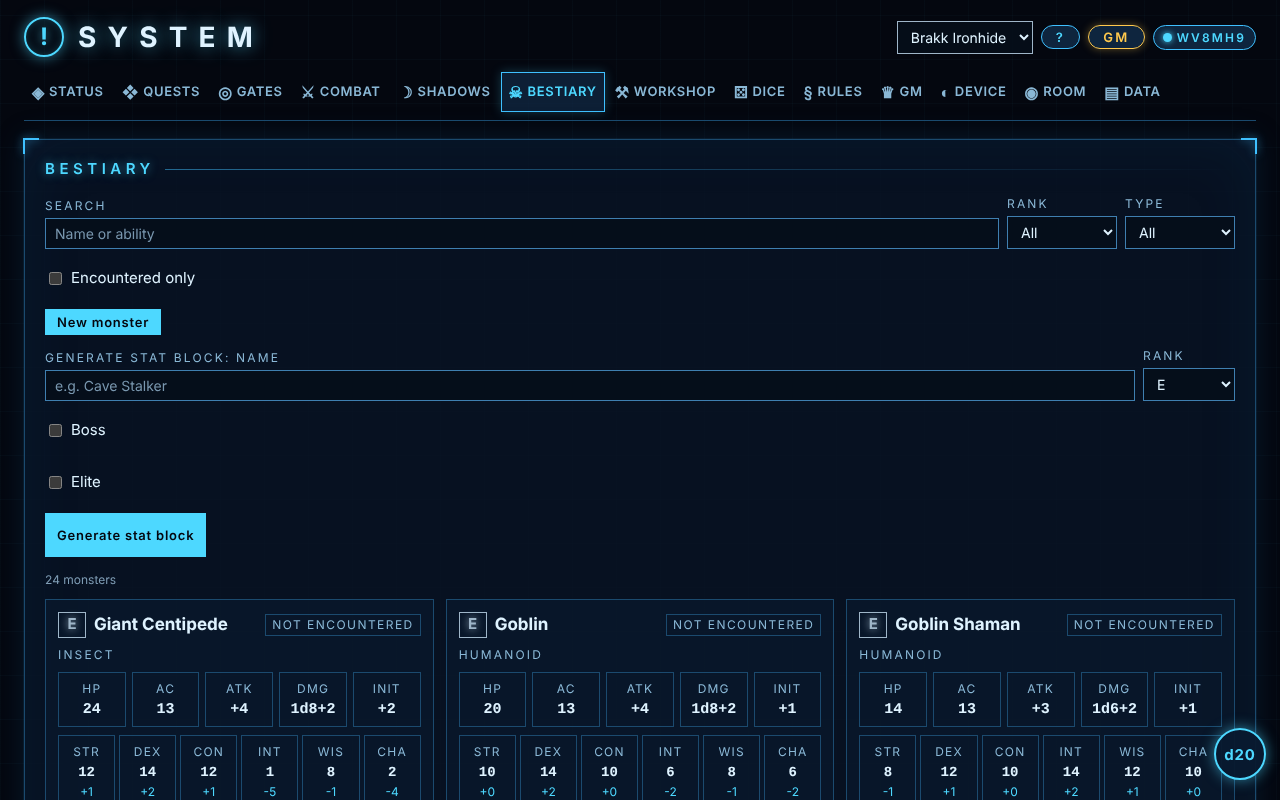 ! SYSTEM
Brakk Ironhide ? GM WV8MH9
STATUS QUESTS GATES COMBAT SHADOWS BESTIARY WORKSHOP DICE § RULES GM DEVICE ROOM DATA
BESTIARY
SEARCH RANK TYPE
Name or ability All All
Encountered only
New monster
GENERATE STAT BLOCK: NAME RANK
e.g. Cave Stalker E
Boss
Elite
Generate stat block
24 monsters
E Giant Centipede NOT ENCOUNTERED E Goblin NOT ENCOUNTERED E Goblin Shaman NOT ENCOUNTERED
INSECT HUMANOID HUMANOID
HP AC ATK DMG INIT HP AC ATK DMG INIT HP AC ATK DMG INIT
24 13 +4 1d8+2 +2 20 13 +4 1d8+2 +1 14 13 +3 1d6+2 +1
STR DEX CON INT WIS CHA STR DEX CON INT WIS CHA STR DEX CON INT WIS CHA
12 14 12 1 8 2 10 14 10 6 8 6 8 12 10 14 12 10
+1 +2 +1 -5 -1 -4 +0 +2 +0 -2 -1 -2 -1 +1 +0 +2 +1 +0
d20